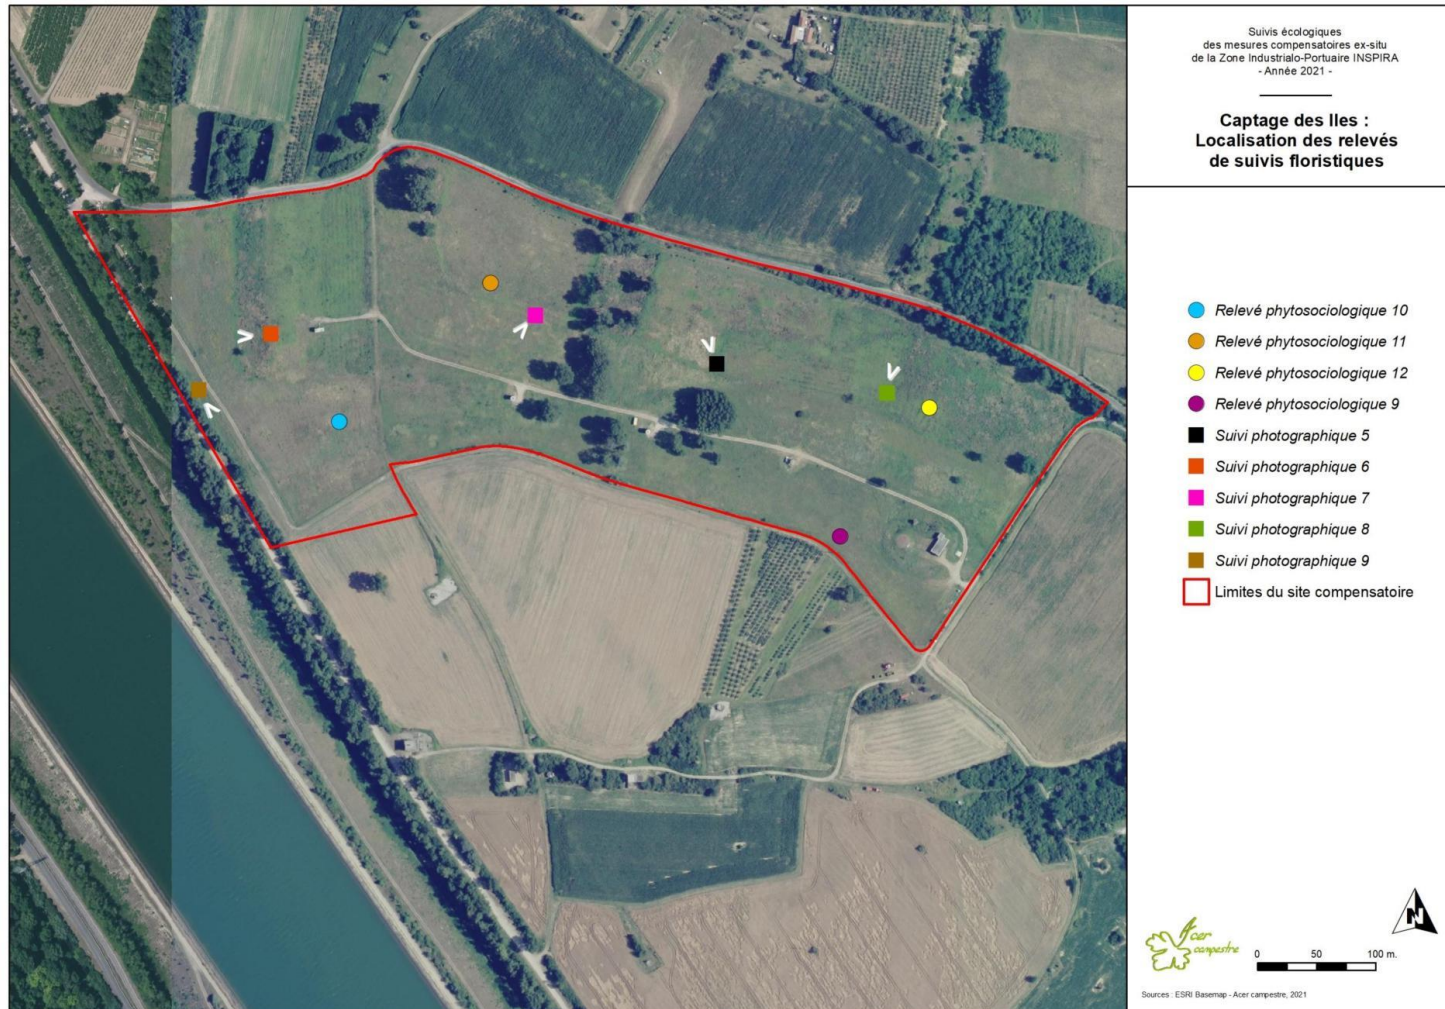 Suivis écologiques
des mesures compensatoires ex-situ
de la Zone Industrialo-Portuaire INSPIRA
- Année 2021 -
Captage des Iles :
Localisation des relevés
de suivis floristiques
Relevé phytosociologique 10
Relevé phytosociologique 11
Relevé phytosociologique 12
Relevé phytosociologique 9
Suivi photographique 5
Suivi photographique 6
Suivi photographique 7
Suivi photographique 8
Suivi photographique 9
Limites du site compensatoire
N
Acer
campestre
0 50 100 m.
Sources : ESRI Basemap - Acer campestre, 2021